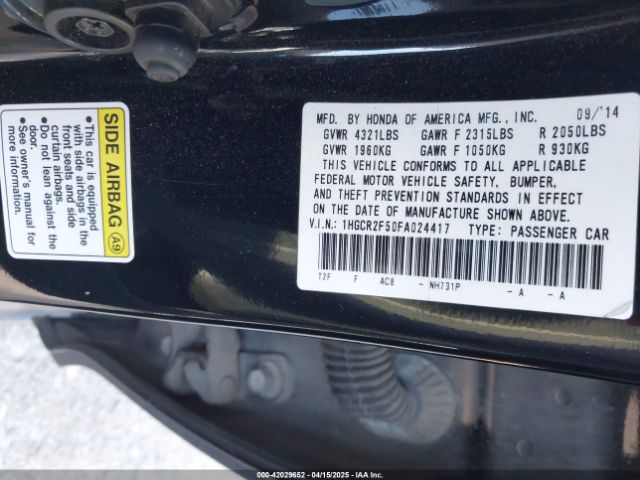 SIDE AIRBAG A9
• This car is equipped
with side airbags in the
front seats and side
curtain airbags.
• Do not lean against the
door.
• See owner's manual for
more information.
MFD. BY HONDA OF AMERICA MFG., INC. 09/'14
GVWR 4321LBS GAWR F 2315LBS R 2050LBS
GVWR 1960KG GAWR F 1050KG R 930KG
THIS VEHICLE CONFORMS TO ALL APPLICABLE
FEDERAL MOTOR VEHICLE SAFETY, BUMPER,
AND THEFT PREVENTION STANDARDS IN EFFECT
ON THE DATE OF MANUFACTURE SHOWN ABOVE.
V.I.N.: 1HGCR2F50FA024417 TYPE: PASSENGER CAR
T2F F AC8 - NH731P - A - A
000-42029652 - 04/15/2025 - IAAI.COM